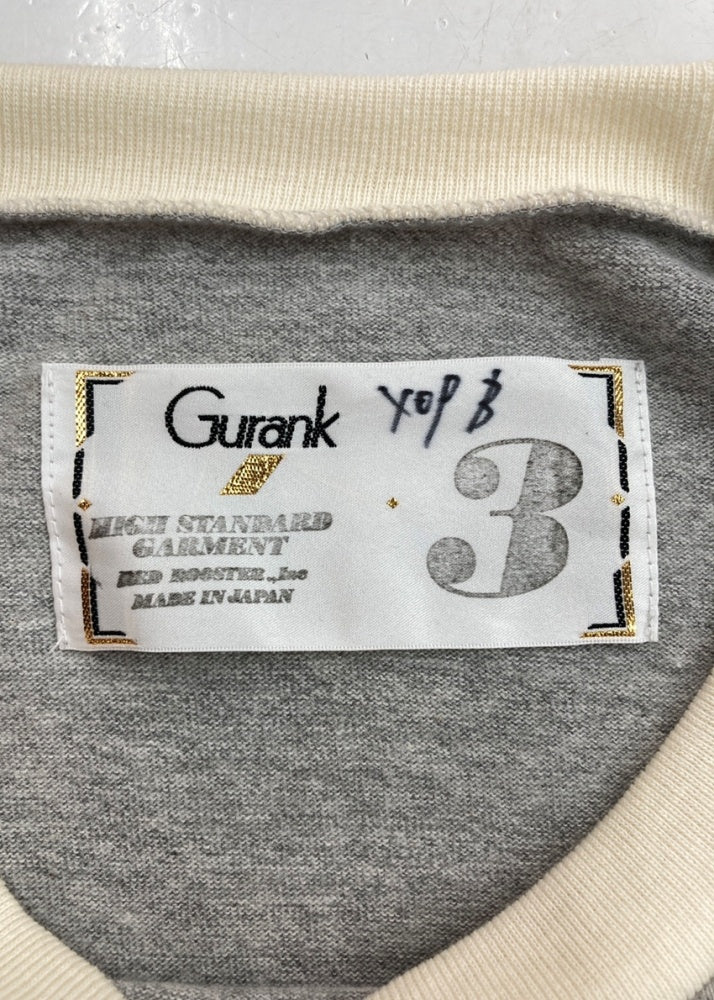 Gurank
3
HIGH STANDARD
GARMENT
RED ROOSTER.,Inc
MADE IN JAPAN